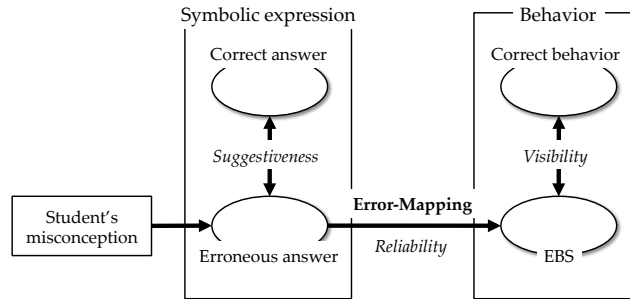 Symbolic expression
Behavior
Correct answer
Correct behavior
Suggestiveness
Visibility
Student's
misconception
Error-Mapping
Reliability
Erroneous answer
EBS